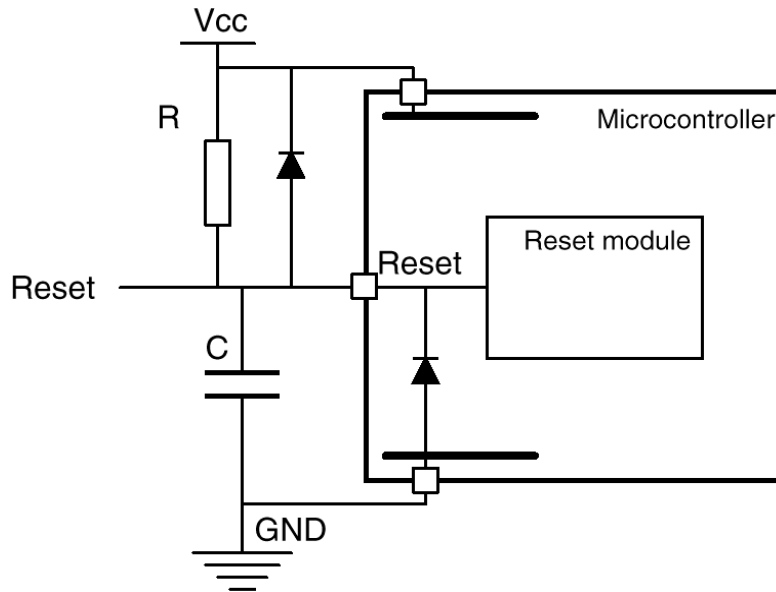 Vcc
R
Microcontroller
Reset module
Reset
Reset
C
GND